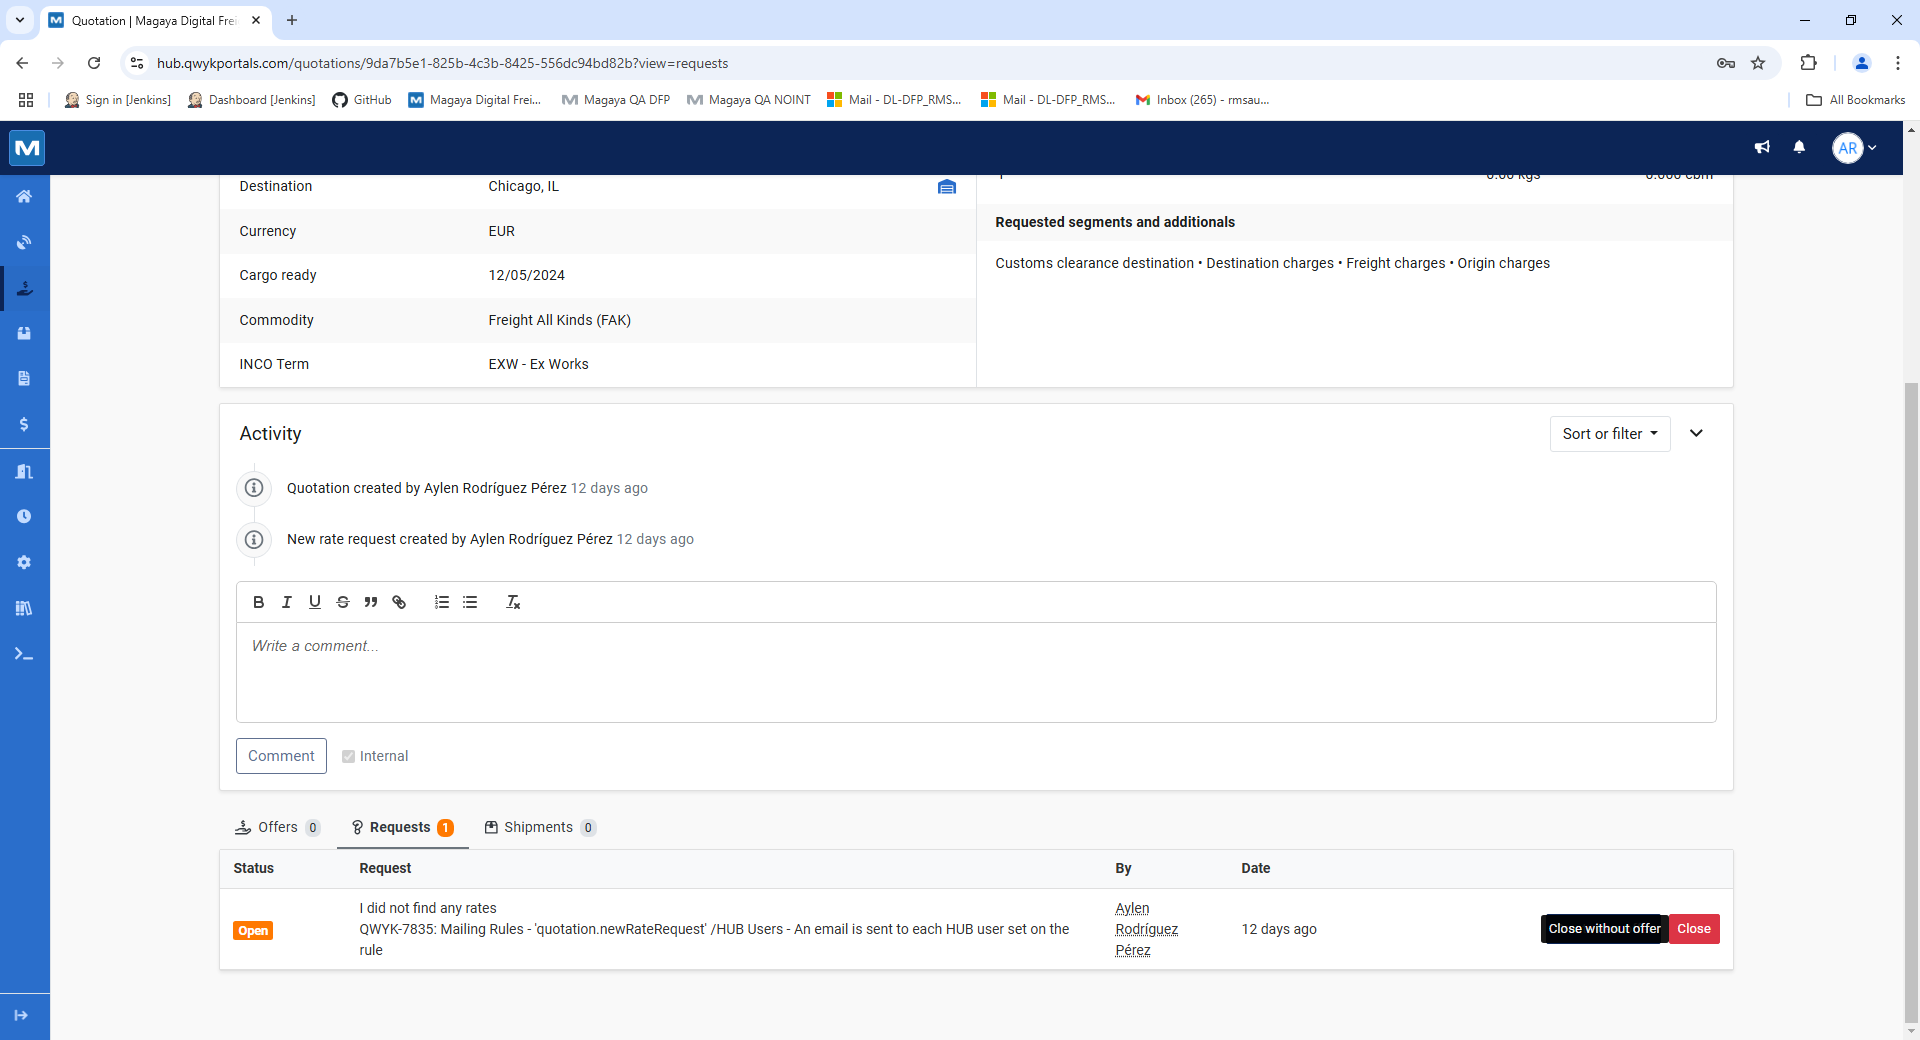 Quotation | Magaya Digital Frei
hub.qwykportals.com/quotations/9da7b5e1-825b-4c3b-8425-556dc94bd82b?view=requests
Sign in [Jenkins]
Dashboard [Jenkins]
GitHub
Magaya Digital Frei...
Magaya QA DFP
Magaya QA NOINT
Mail - DL-DFP_RMS...
Mail - DL-DFP_RMS...
Inbox (265) - rmsau...
All Bookmarks
AR
Destination Chicago, IL
Currency EUR
Cargo ready 12/05/2024
Commodity Freight All Kinds (FAK)
INCO Term EXW - Ex Works
0.00 kgs 0.000 cbm
Requested segments and additionals
Customs clearance destination • Destination charges • Freight charges • Origin charges
Activity
Sort or filter
Quotation created by Aylen Rodríguez Pérez 12 days ago
New rate request created by Aylen Rodríguez Pérez 12 days ago
Write a comment...
Comment
Internal
Offers 0
Requests 1
Shipments 0
Status Request By Date
Open
I did not find any rates
QWYK-7835: Mailing Rules - 'quotation.newRateRequest' /HUB Users - An email is sent to each HUB user set on the
rule
Aylen
Rodríguez
Pérez
12 days ago
Close without offer
Close